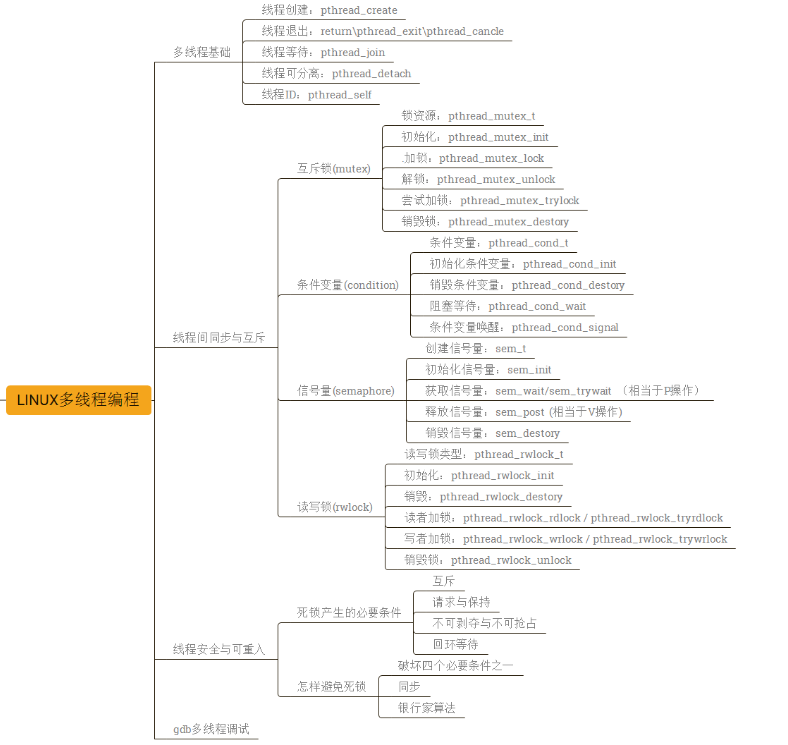 LINUX多线程编程
多线程基础
线程创建：pthread_create
线程退出：return\pthread_exit\pthread_cancle
线程等待：pthread_join
线程可分离：pthread_detach
线程ID：pthread_self
线程间同步与互斥
互斥锁(mutex)
锁资源：pthread_mutex_t
初始化：pthread_mutex_init
.加锁：pthread_mutex_lock
解锁：pthread_mutex_unlock
尝试加锁：pthread_mutex_trylock
销毁锁：pthread_mutex_destory
条件变量(condition)
条件变量：pthread_cond_t
初始化条件变量：pthread_cond_init
销毁条件变量：pthread_cond_destory
阻塞等待：pthread_cond_wait
条件变量唤醒：pthread_cond_signal
信号量(semaphore)
创建信号量：sem_t
初始化信号量：sem_init
获取信号量：sem_wait/sem_trywait （相当于P操作）
释放信号量：sem_post (相当于V操作)
销毁信号量：sem_destory
读写锁(rwlock)
读写锁类型：pthread_rwlock_t
初始化：pthread_rwlock_init
销毁：pthread_rwlock_destory
读者加锁：pthread_rwlock_rdlock / pthread_rwlock_tryrdlock
写者加锁：pthread_rwlock_wrlock / pthread_rwlock_trywrlock
销毁锁：pthread_rwlock_unlock
线程安全与可重入
死锁产生的必要条件
互斥
请求与保持
不可剥夺与不可抢占
回环等待
怎样避免死锁
破坏四个必要条件之一
同步
银行家算法
gdb多线程调试